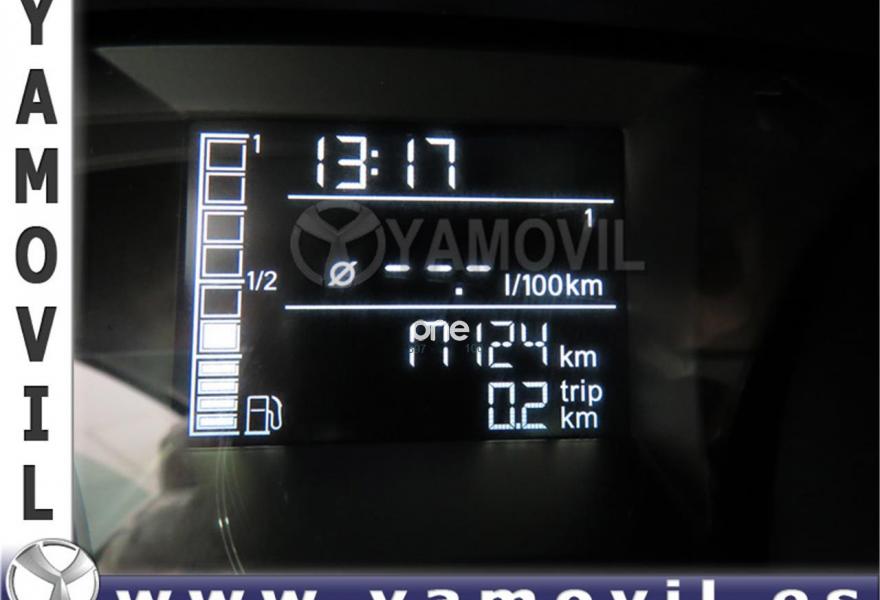 YAMOVIL
1
13:17
1
YAMOVIL
1/2
Ø --.- l/100km
one
km
0.2 trip km
www.yamovil.es